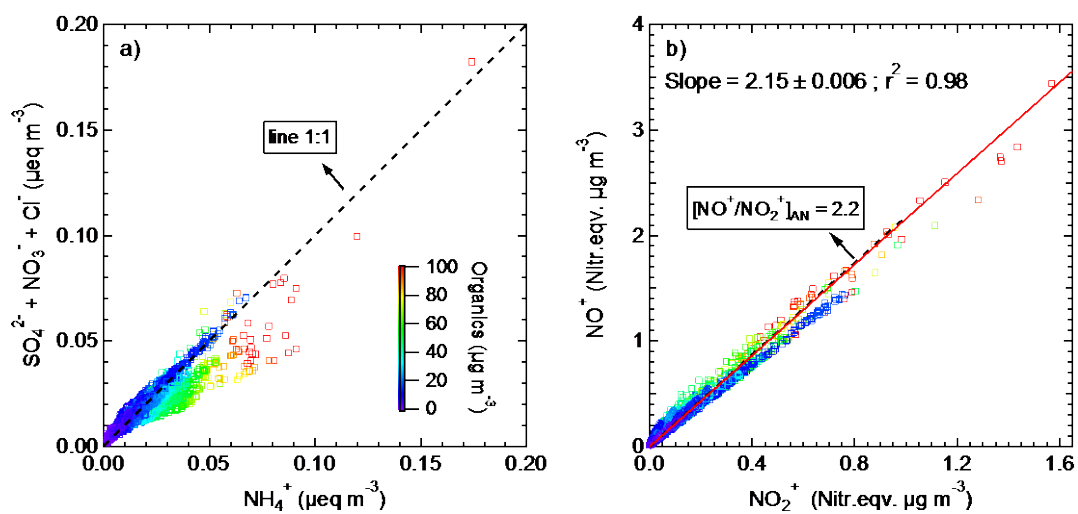 a)
line 1:1
SO₄²⁻ + NO₃⁻ + Cl⁻ (µeq m⁻³)
0.20
0.15
0.10
0.05
0.00
0.00
0.05
0.10
0.15
0.20
NH₄⁺ (µeq m⁻³)
100
80
60
40
20
0
Organics (µg m⁻³)
b)
Slope = 2.15 ± 0.006 ; r² = 0.98
[NO⁺/NO₂⁺]AN = 2.2
NO⁺ (Nitr.eqv. µg m⁻³)
4
3
2
1
0
0.0
0.4
0.8
1.2
1.6
NO₂⁺ (Nitr.eqv. µg m⁻³)